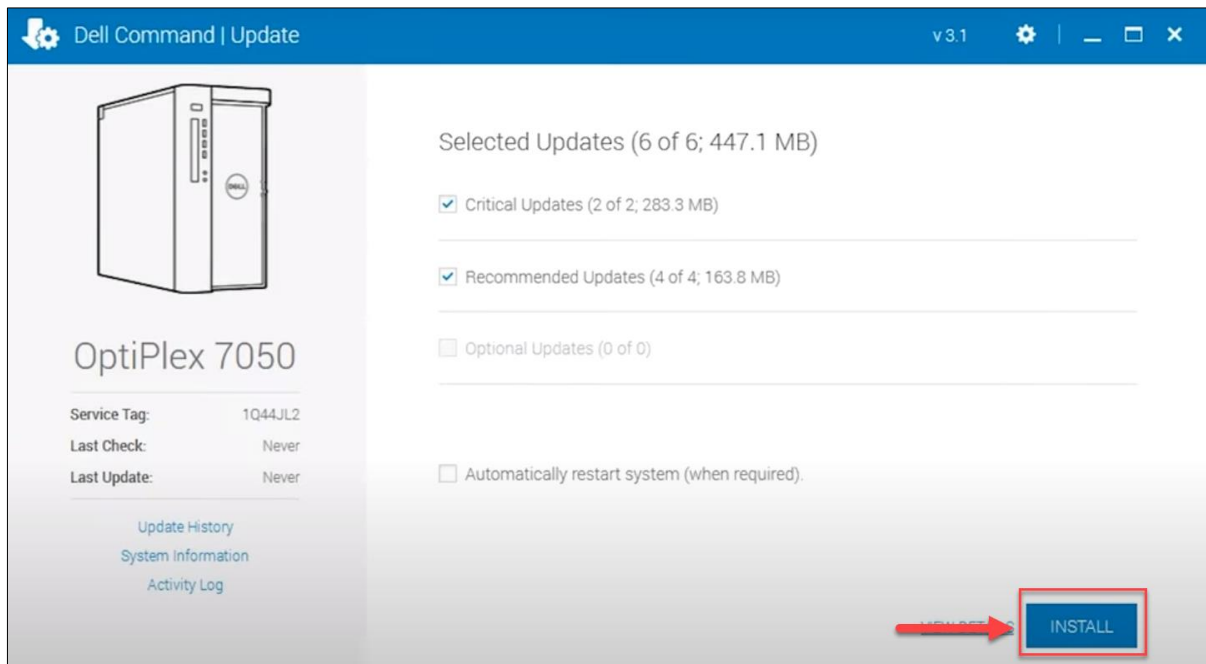 Dell Command | Update
v 3.1
DELL
Selected Updates (6 of 6; 447.1 MB)
Critical Updates (2 of 2; 283.3 MB)
Recommended Updates (4 of 4; 163.8 MB)
Optional Updates (0 of 0)
Automatically restart system (when required).
OptiPlex 7050
Service Tag: 1Q44JL2
Last Check: Never
Last Update: Never
Update History
System Information
Activity Log
INSTALL